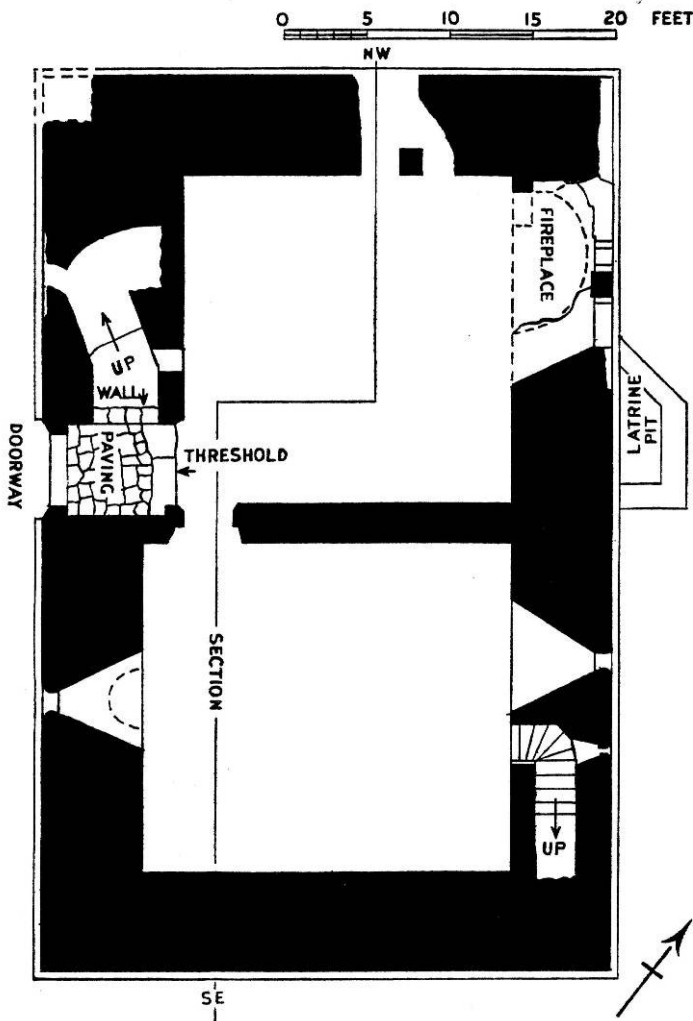 0 5 10 15 20 FEET
NW
FIREPLACE
UP
WALL
LATRINE
PIT
DOORWAY
PAVING
THRESHOLD
SECTION
UP
SE